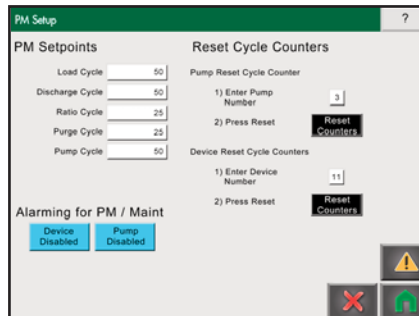 PM Setup
?
PM Setpoints
Load Cycle 50
Discharge Cycle 50
Ratio Cycle 25
Purge Cycle 25
Pump Cycle 50
Alarming for PM / Maint
Device
Disabled
Pump
Disabled
Reset Cycle Counters
Pump Reset Cycle Counter
1) Enter Pump
Number
3
2) Press Reset
Reset
Counters
Device Reset Cycle Counters
1) Enter Device
Number
11
2) Press Reset
Reset
Counters